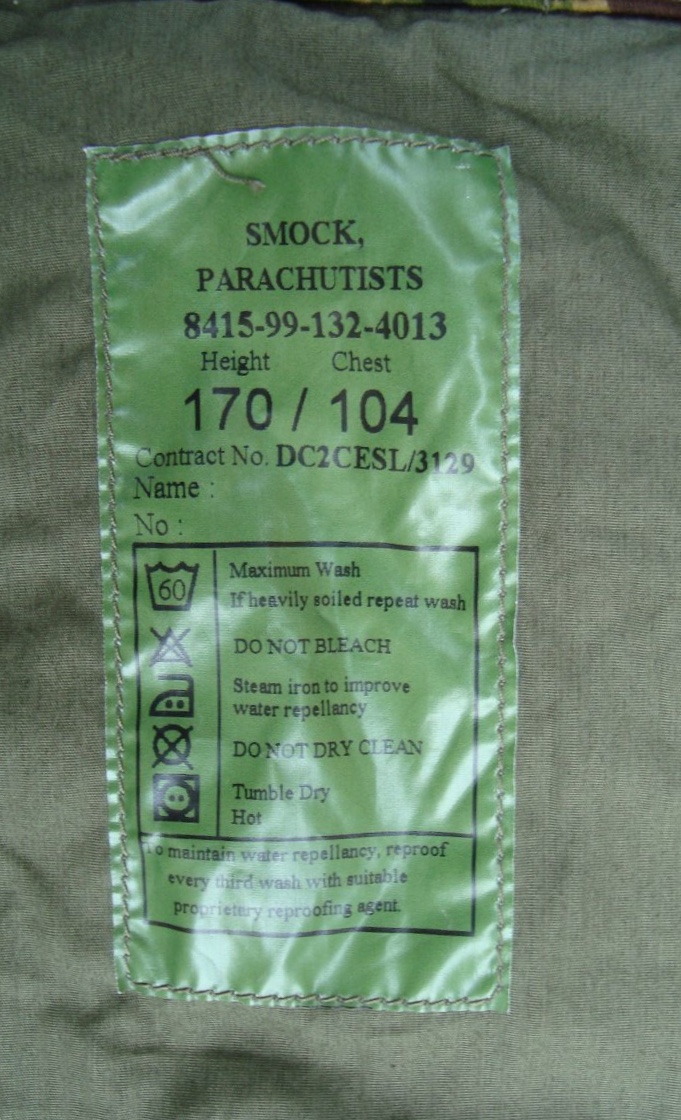 SMOCK,
PARACHUTISTS
8415-99-132-4013
Height Chest
170 / 104
Contract No. DC2CESL/3129
Name :
No :
60 Maximum Wash
If heavily soiled repeat wash
DO NOT BLEACH
Steam iron to improve
water repellancy
DO NOT DRY CLEAN
Tumble Dry
Hot
To maintain water repellancy, reproof
every third wash with suitable
proprietary reproofing agent.